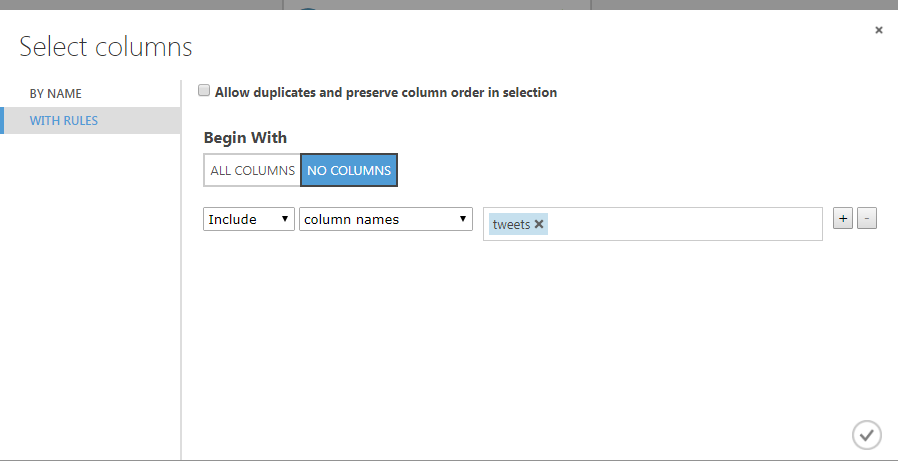 Select columns
BY NAME
WITH RULES
Allow duplicates and preserve column order in selection
Begin With
ALL COLUMNS NO COLUMNS
Include column names tweets + -